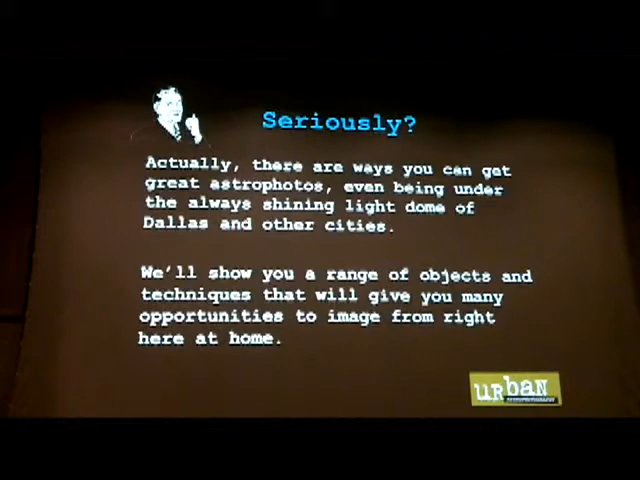 Seriously?
Actually, there are ways you can get
great astrophotos, even being under
the always shining light dome of
Dallas and other cities.
We'll show you a range of objects and
techniques that will give you many
opportunities to image from right
here at home.
urban